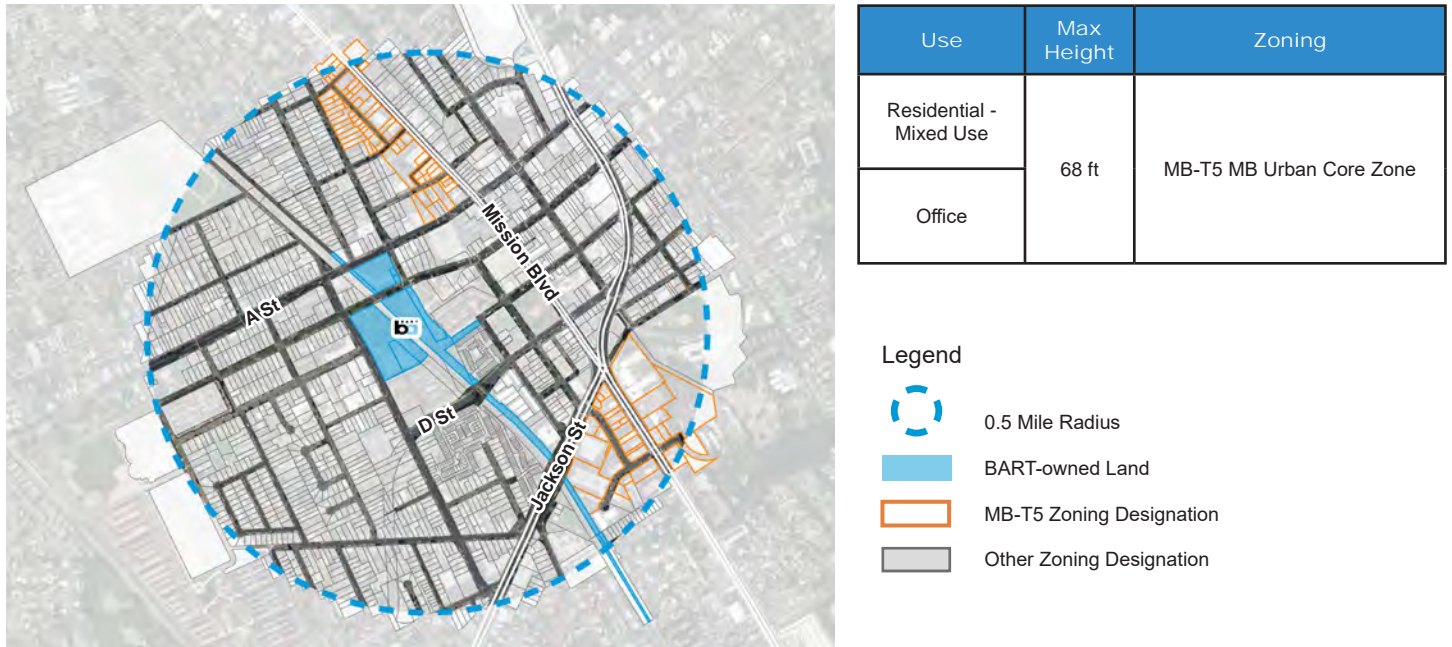 A St
Mission Blvd
D St
Jackson St
Use
Max
Height
Zoning
Residential -
Mixed Use
68 ft
MB-T5 MB Urban Core Zone
Office
Legend
0.5 Mile Radius
BART-owned Land
MB-T5 Zoning Designation
Other Zoning Designation